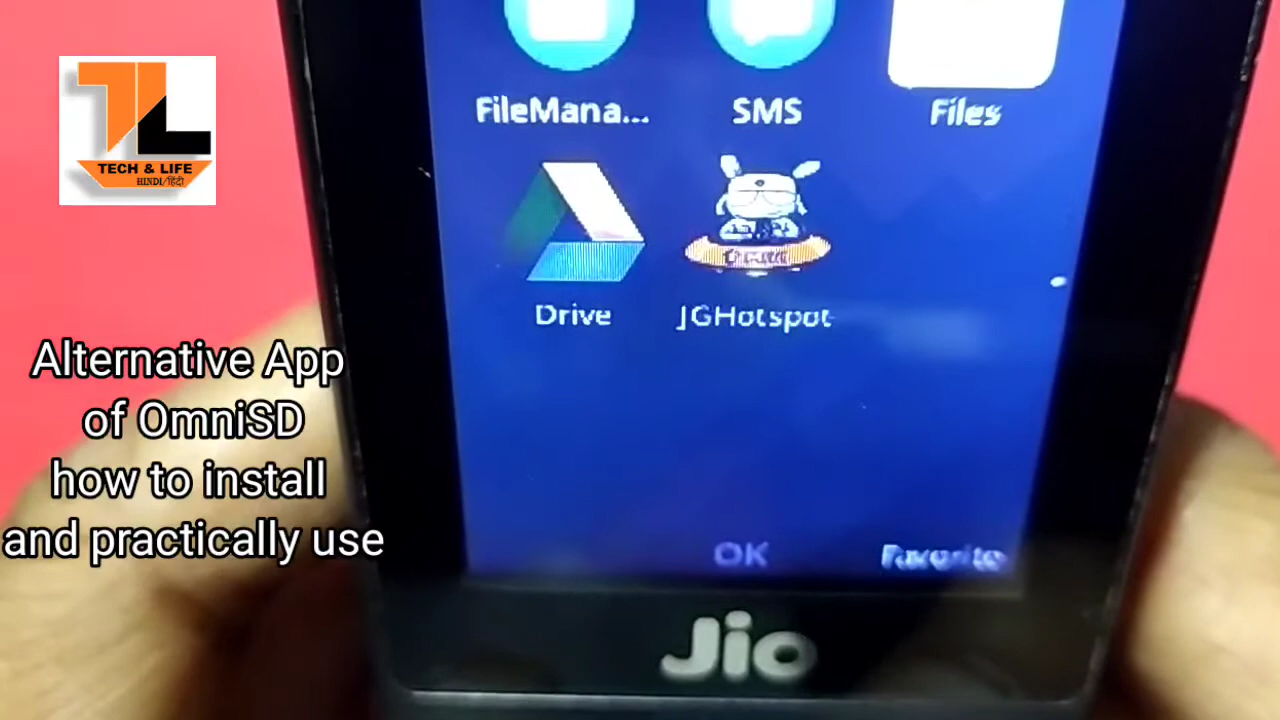 TL
TECH & LIFE
HINDI/हिंदी
FileMana...
SMS
Files
Drive
JGHotspot
Alternative App
of OmniSD
how to install
and practically use
OK
Favorite
Jio